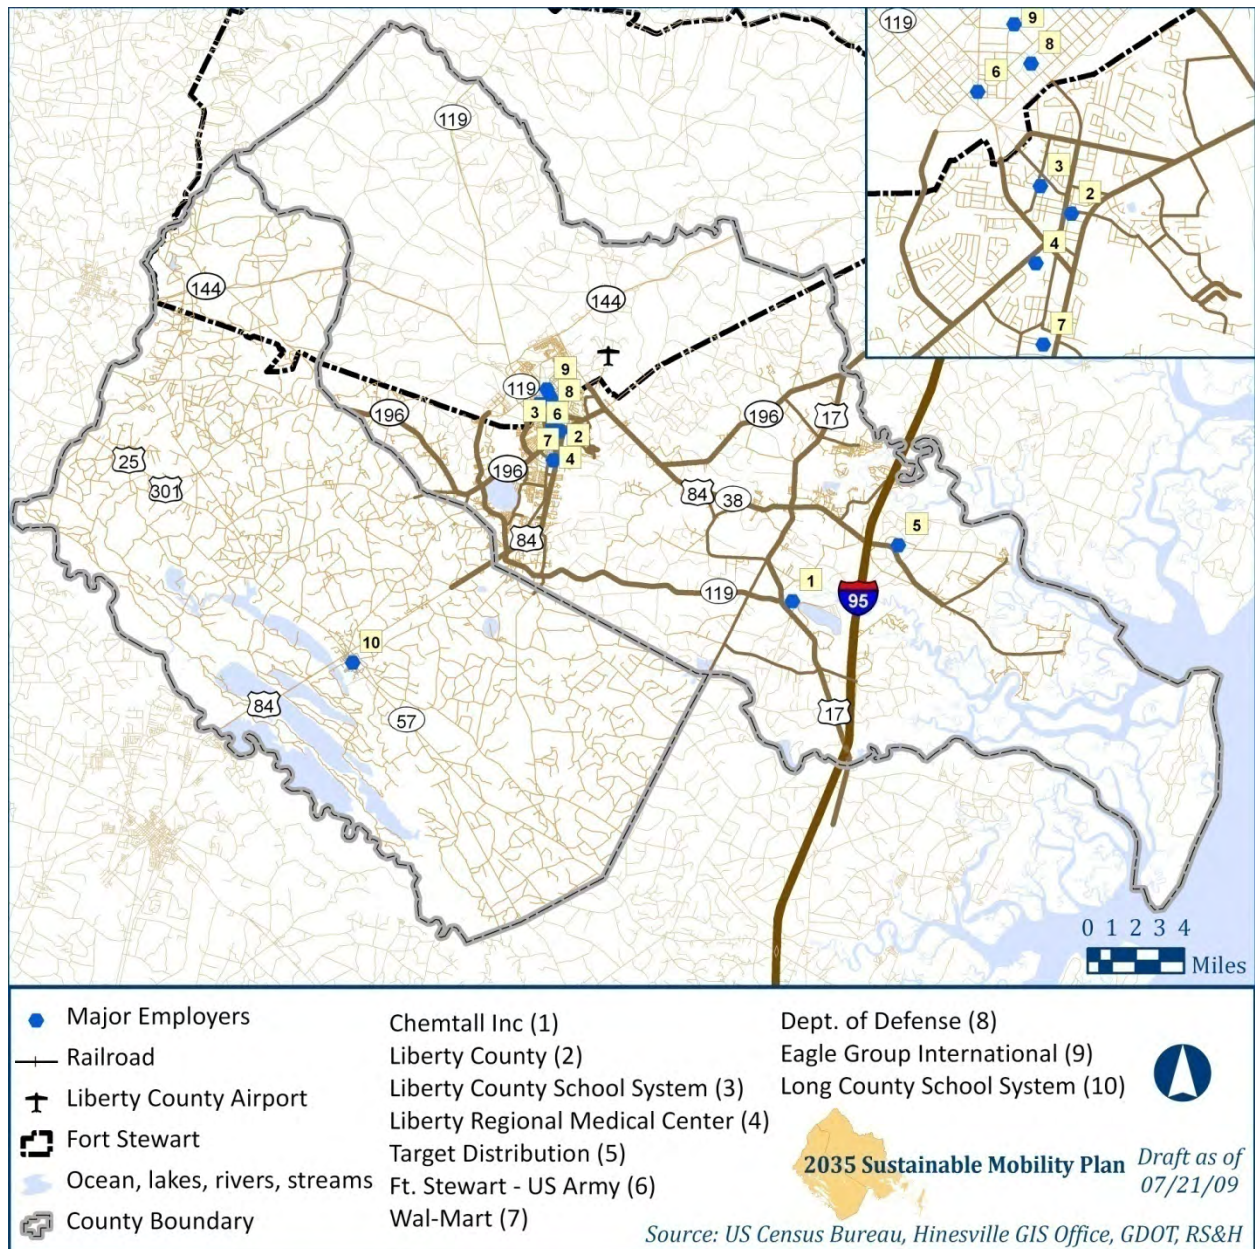 119
9
8
6
3
2
4
7
119
144
144
9
119
8
3
6
196
7
2
4
196
196
17
25
301
84
38
84
5
119
1
95
10
84
57
17
0 1 2 3 4
Miles
Major Employers
Railroad
Liberty County Airport
Fort Stewart
Ocean, lakes, rivers, streams
County Boundary
Chemtall Inc (1)
Liberty County (2)
Liberty County School System (3)
Liberty Regional Medical Center (4)
Target Distribution (5)
Ft. Stewart - US Army (6)
Wal-Mart (7)
Dept. of Defense (8)
Eagle Group International (9)
Long County School System (10)
2035 Sustainable Mobility Plan
Draft as of
07/21/09
Source: US Census Bureau, Hinesville GIS Office, GDOT, RS&H